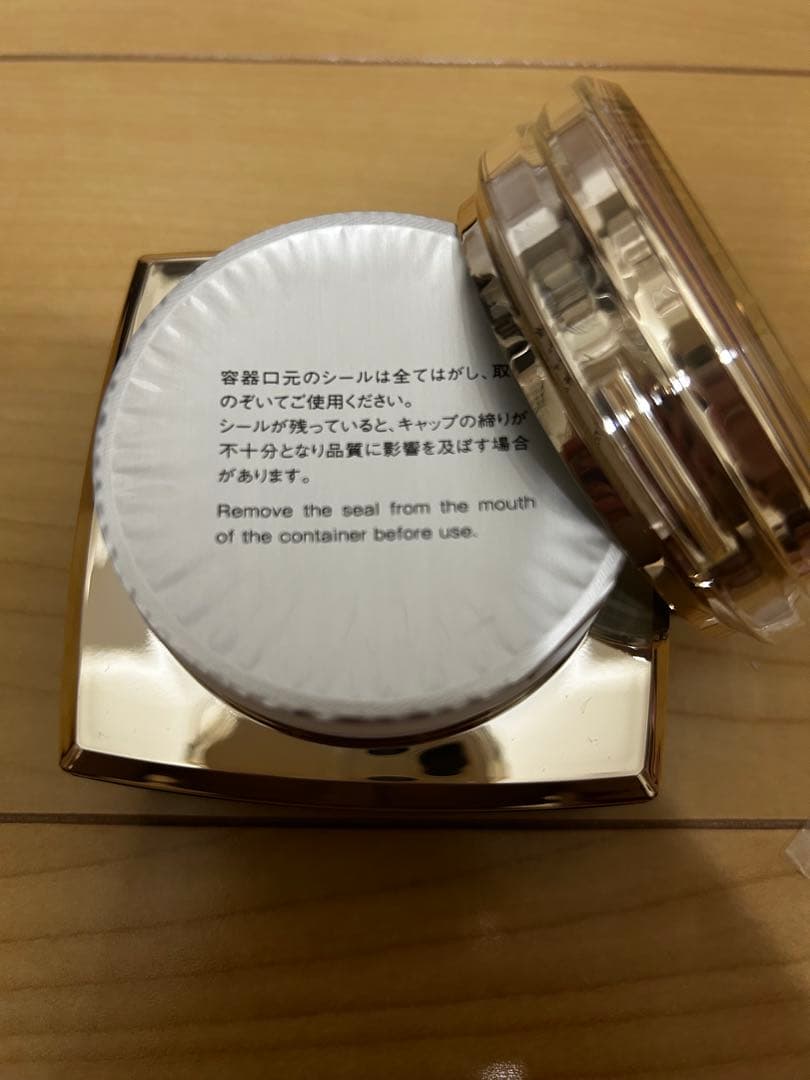 容器口元のシールは全てはがし、取
のぞいてご使用ください。
シールが残っていると、キャップの締りが
不十分となり品質に影響を及ぼす場合
があります。
Remove the seal from the mouth
of the container before use.